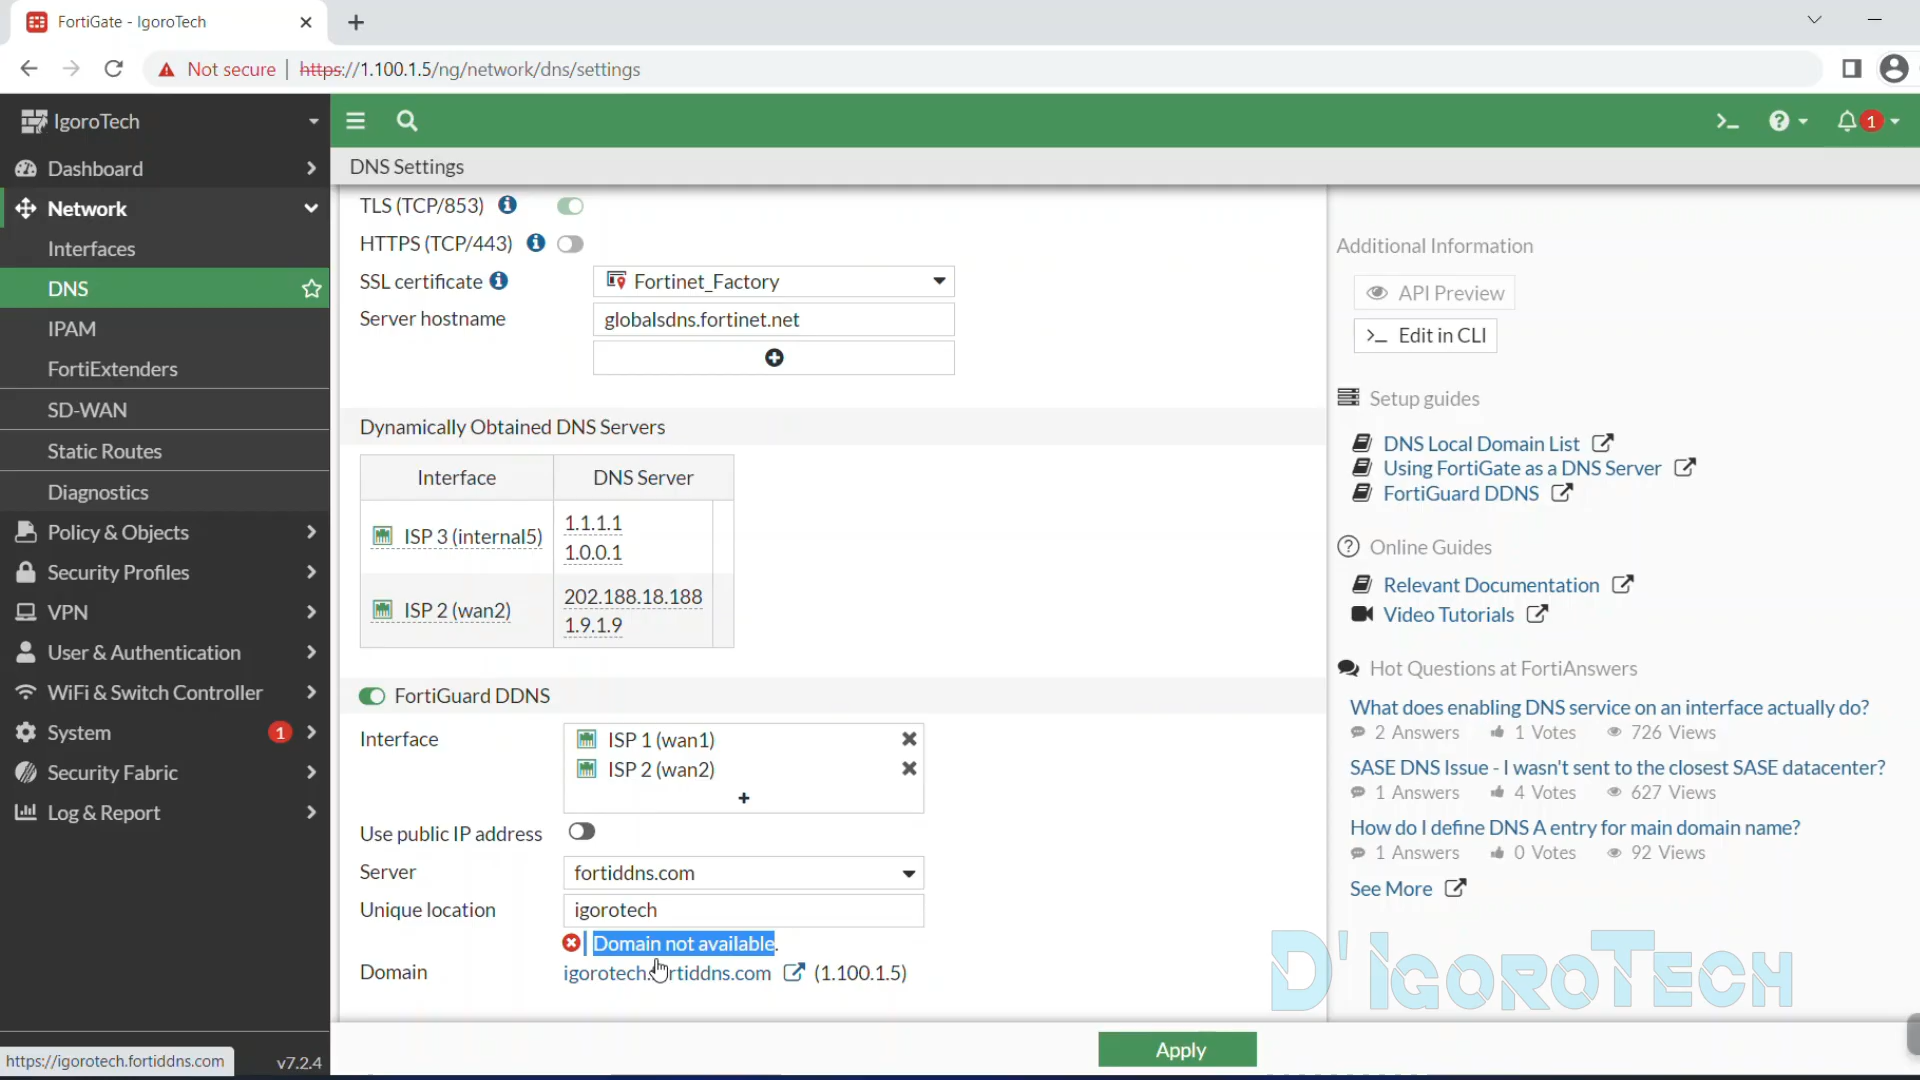 FortiGate - IgoroTech
Not secure | https://1.100.1.5/ng/network/dns/settings
IgoroTech
1
DNS Settings
Dashboard
Network
Interfaces
DNS
IPAM
FortiExtenders
SD-WAN
Static Routes
Diagnostics
Policy & Objects
Security Profiles
VPN
User & Authentication
WiFi & Switch Controller
System 1
Security Fabric
Log & Report
https://igorotech.fortiddns.com
v7.2.4
TLS (TCP/853)
HTTPS (TCP/443)
SSL certificate Fortinet_Factory
Server hostname globalsdns.fortinet.net
Dynamically Obtained DNS Servers
Interface DNS Server
ISP 3 (internal5) 1.1.1.1
1.0.0.1
ISP 2 (wan2) 202.188.18.188
1.9.1.9
FortiGuard DDNS
Interface ISP 1 (wan1)
ISP 2 (wan2)
Use public IP address
Server fortiddns.com
Unique location igorotech
Domain not available.
Domain igorotech.fortiddns.com (1.100.1.5)
Apply
Additional Information
API Preview
>_ Edit in CLI
Setup guides
DNS Local Domain List
Using FortiGate as a DNS Server
FortiGuard DDNS
Online Guides
Relevant Documentation
Video Tutorials
Hot Questions at FortiAnswers
What does enabling DNS service on an interface actually do?
2 Answers 1 Votes 726 Views
SASE DNS Issue - I wasn't sent to the closest SASE datacenter?
1 Answers 4 Votes 627 Views
How do I define DNS A entry for main domain name?
1 Answers 0 Votes 92 Views
See More
D'IgoroTech